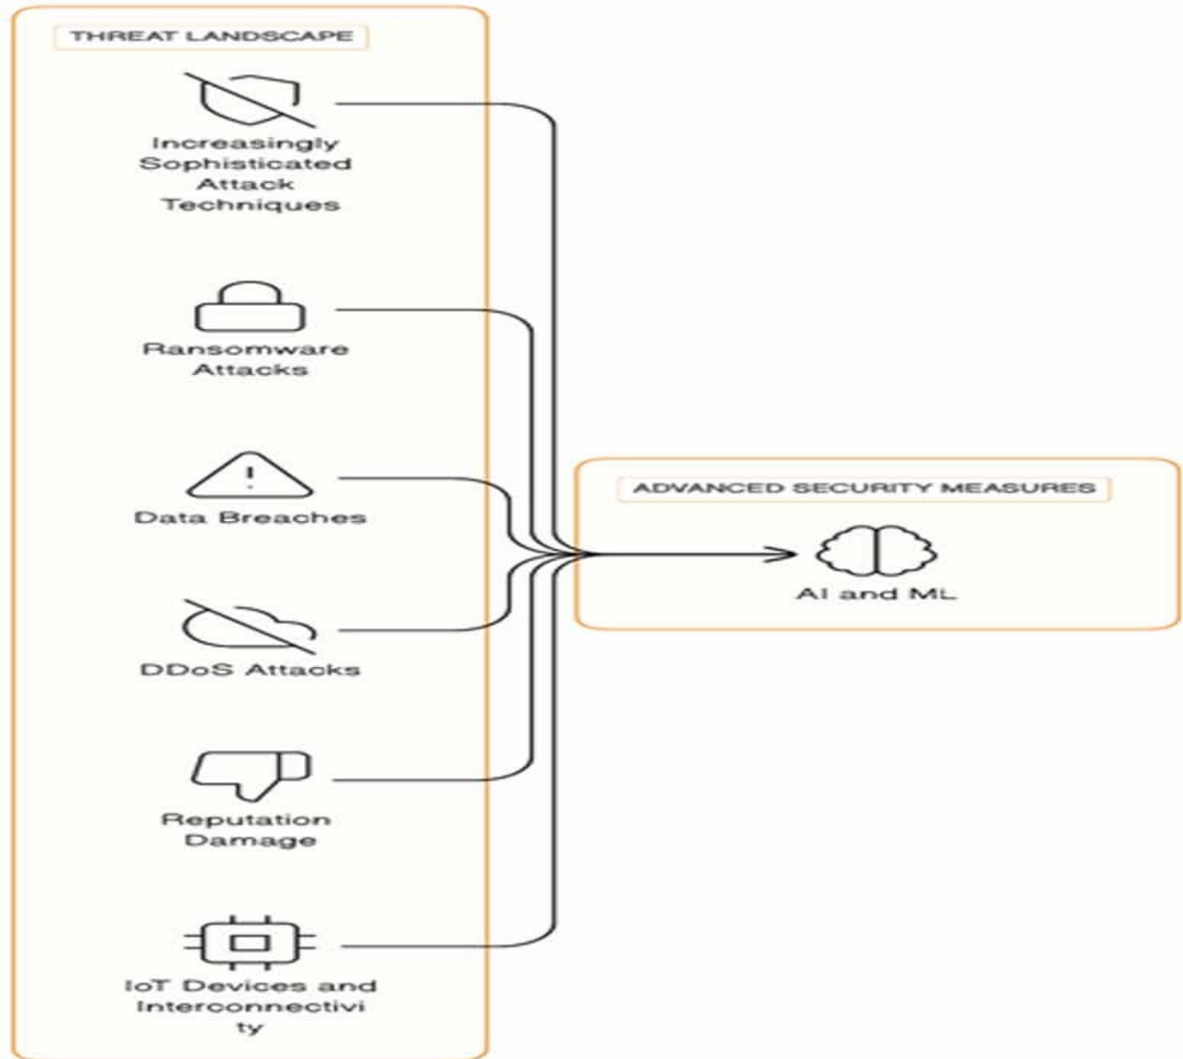 THREAT LANDSCAPE
Increasingly
Sophisticated
Attack
Techniques
Ransomware
Attacks
Data Breaches
DDoS Attacks
Reputation
Damage
IoT Devices and
Interconnectivi
ty
ADVANCED SECURITY MEASURES
AI and ML